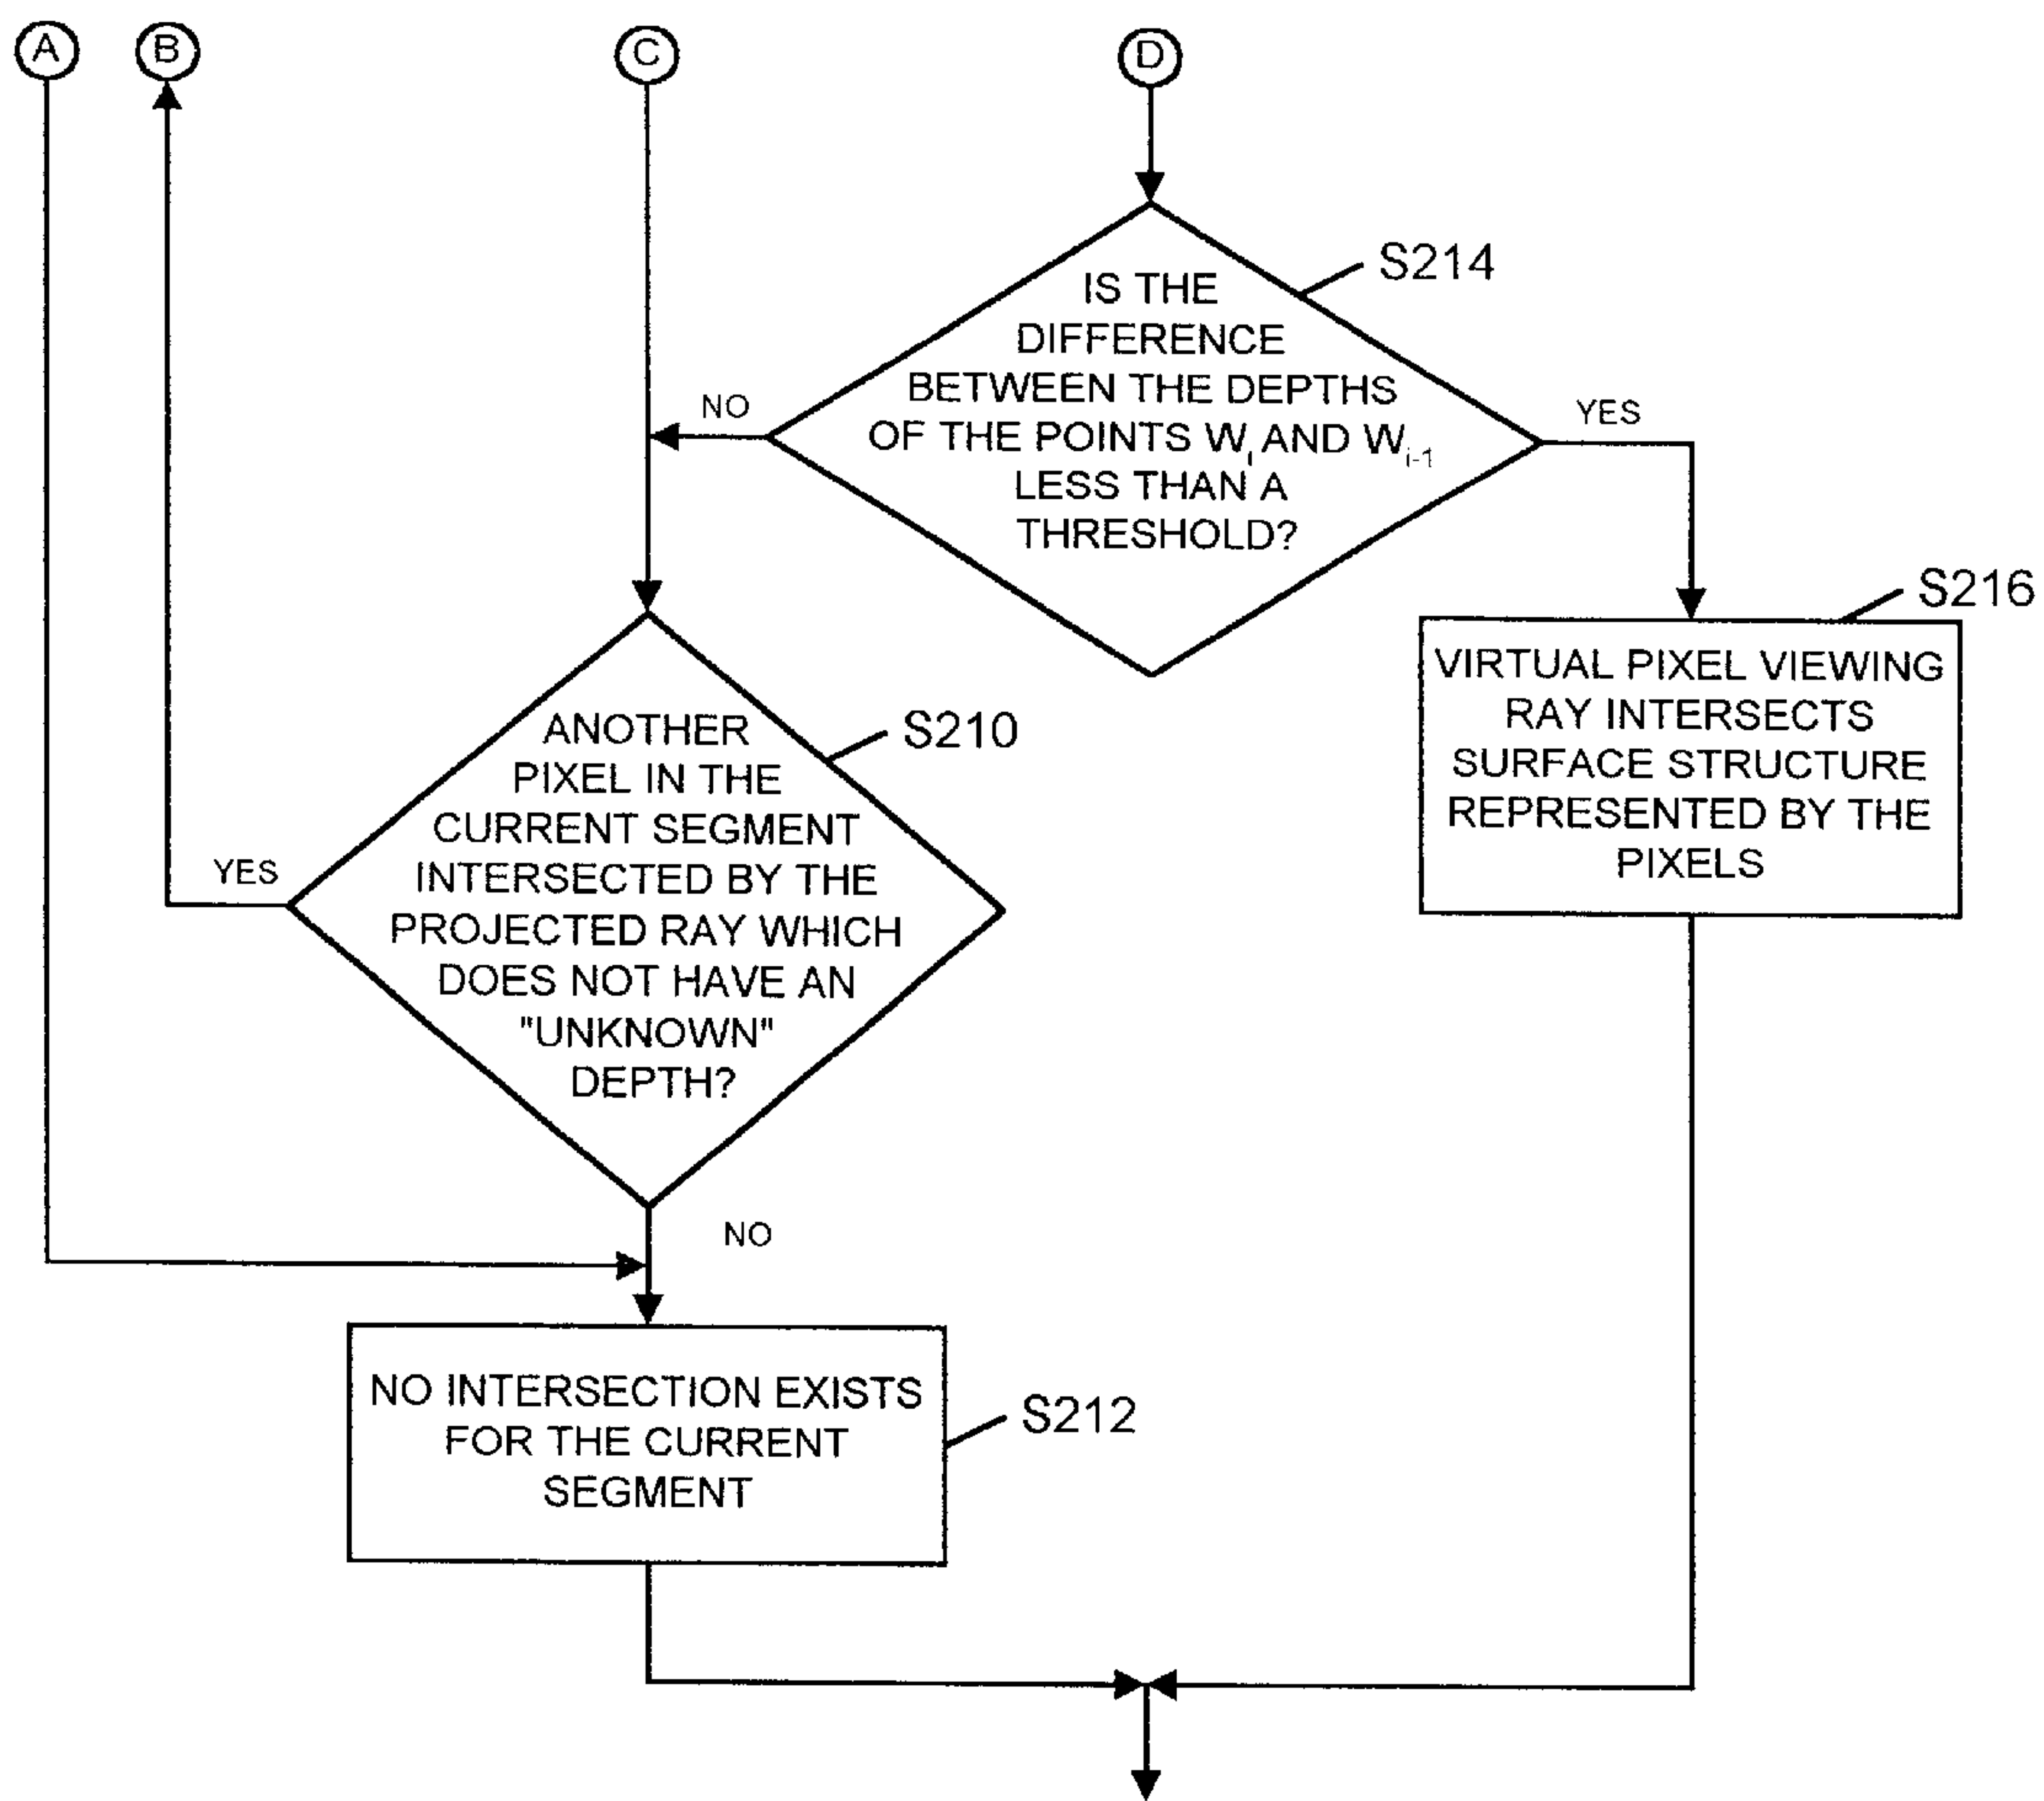 A
B
C
D
S214
IS THE
DIFFERENCE
BETWEEN THE DEPTHS
OF THE POINTS Wi AND Wi-1
LESS THAN A
THRESHOLD?
NO
YES
S216
VIRTUAL PIXEL VIEWING
RAY INTERSECTS
SURFACE STRUCTURE
REPRESENTED BY THE
PIXELS
S210
ANOTHER
PIXEL IN THE
CURRENT SEGMENT
INTERSECTED BY THE
PROJECTED RAY WHICH
DOES NOT HAVE AN
"UNKNOWN"
DEPTH?
YES
NO
NO INTERSECTION EXISTS
FOR THE CURRENT
SEGMENT
S212